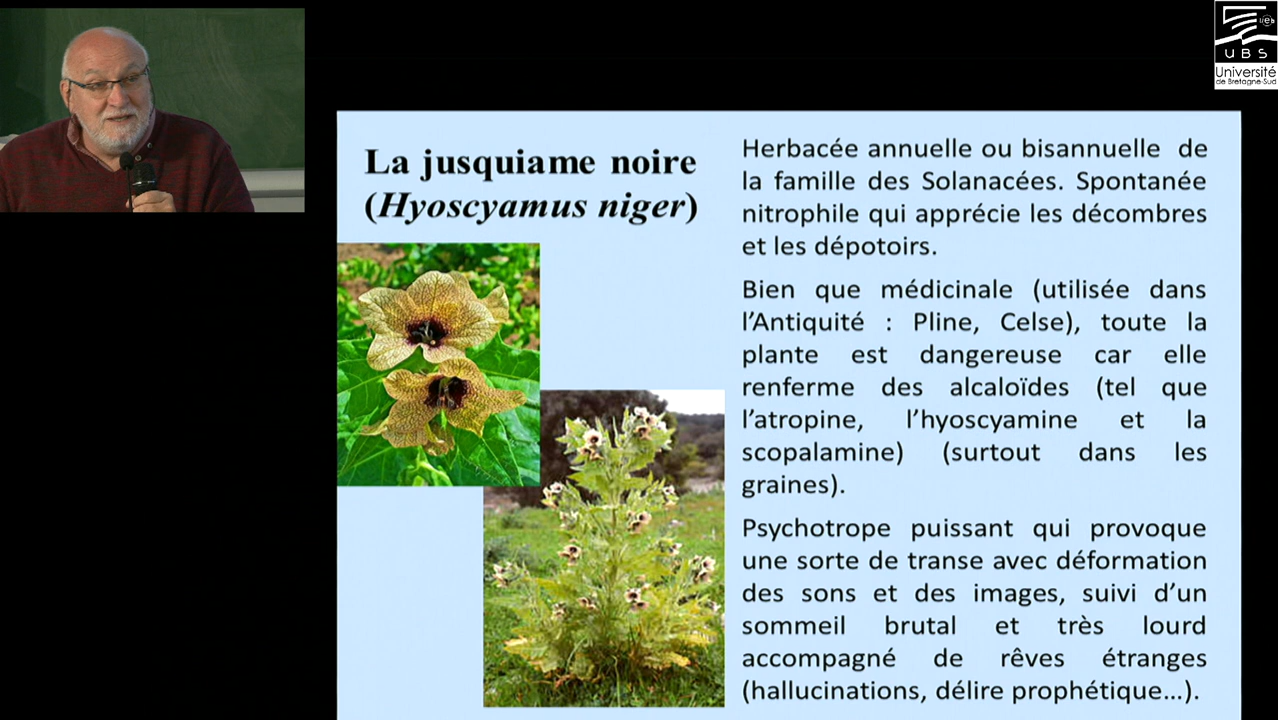 UBS
Université
de Bretagne-Sud
La jusquiame noire
(Hyoscyamus niger)
Herbacée annuelle ou bisannuelle de
la famille des Solanacées. Spontanée
nitrophile qui apprécie les décombres
et les dépotoirs.
Bien que médicinale (utilisée dans
l’Antiquité : Pline, Celse), toute la
plante est dangereuse car elle
renferme des alcaloïdes (tel que
l’atropine, l’hyoscyamine et la
scopalamine) (surtout dans les
graines).
Psychotrope puissant qui provoque
une sorte de transe avec déformation
des sons et des images, suivi d’un
sommeil brutal et très lourd
accompagné de rêves étranges
(hallucinations, délire prophétique...).